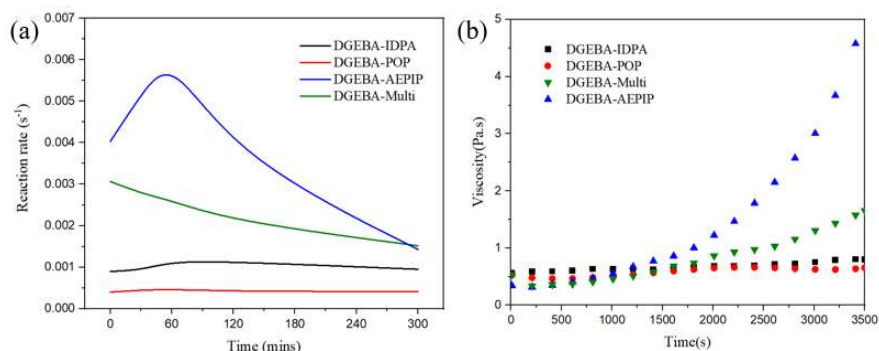 (a)
0.007
0.006
0.005
0.004
0.003
0.002
0.001
0.000
Reaction rate (s⁻¹)
DGEBA-IDPA
DGEBA-POP
DGEBA-AEPIP
DGEBA-Multi
0 60 120 180 240 300
Time (mins)
(b)
5
4
3
2
1
0
Viscosity(Pa.s)
DGEBA-IDPA
DGEBA-POP
DGEBA-Multi
DGEBA-AEPIP
0 500 1000 1500 2000 2500 3000 3500
Time(s)